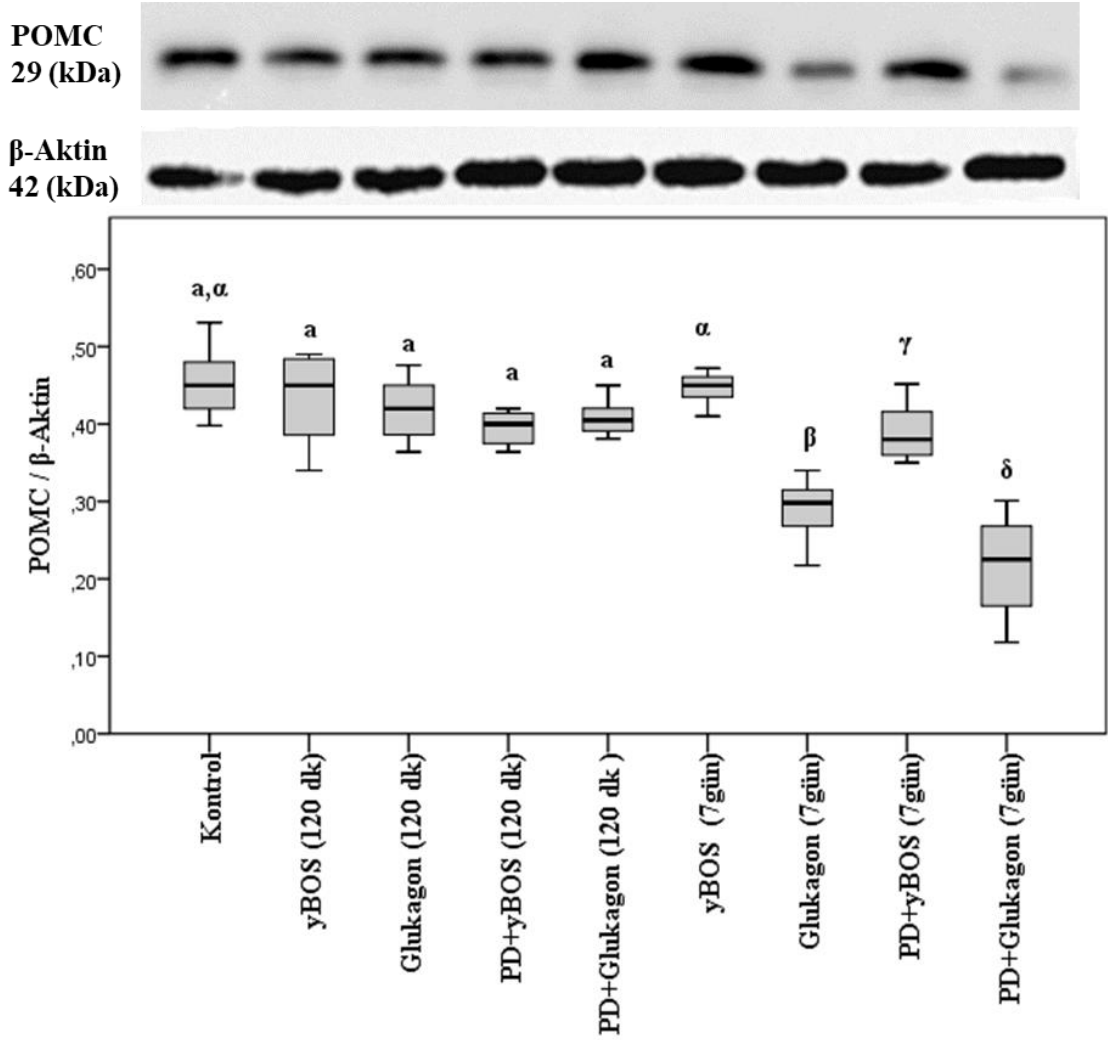 POMC
29 (kDa)
β-Aktin
42 (kDa)
POMC / β-Aktin
,60
,50
,40
,30
,20
,10
,00
a,α
a
a
a
a
α
β
γ
δ
Kontrol
yBOS (120 dk)
Glukagon (120 dk)
PD+yBOS (120 dk)
PD+Glukagon (120 dk )
yBOS (7gün)
Glukagon (7gün)
PD+yBOS (7gün)
PD+Glukagon (7gün)